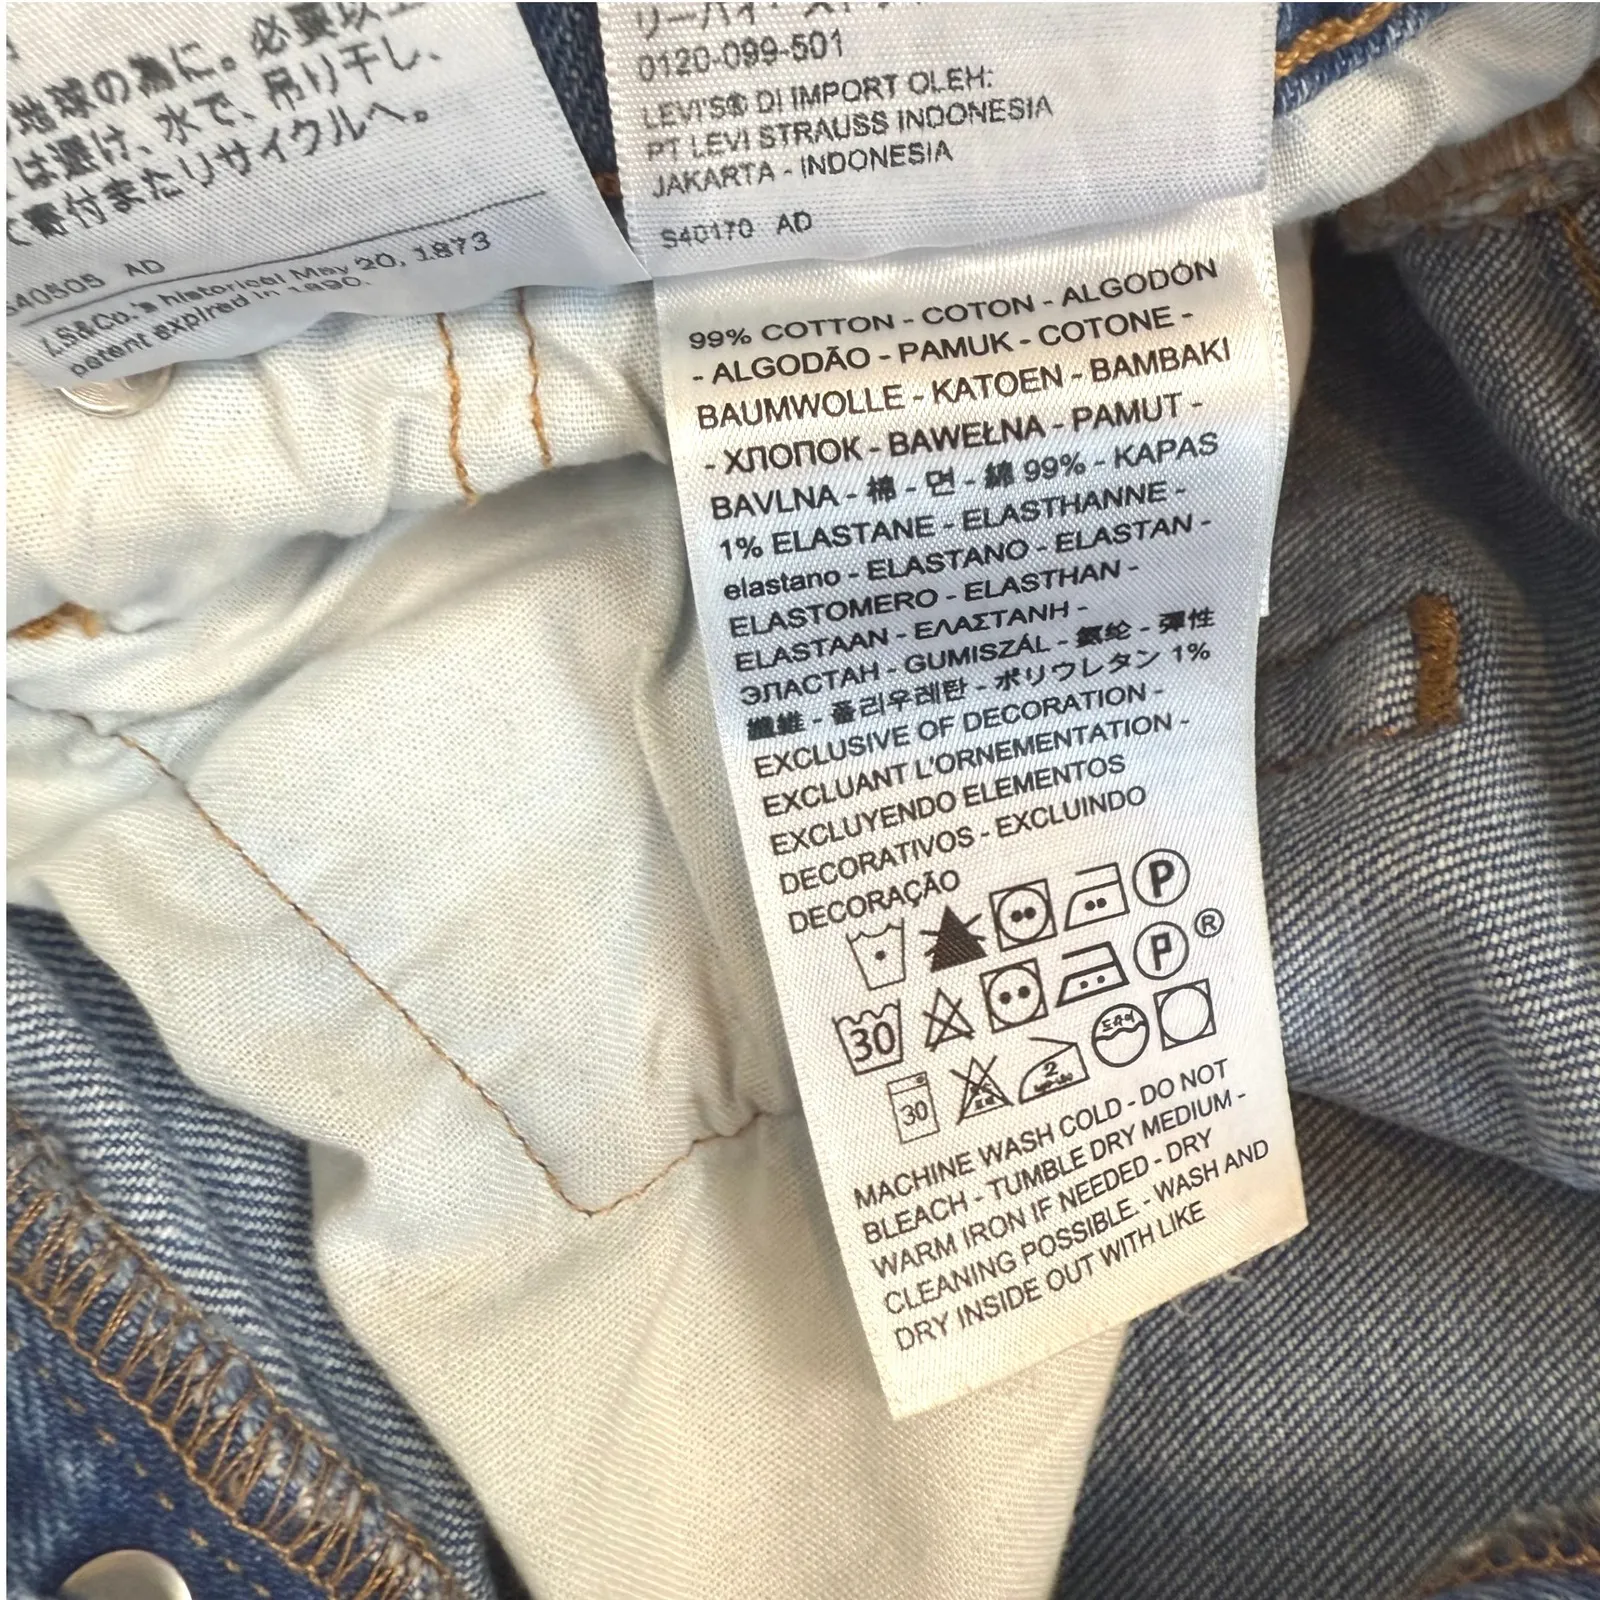 地球の為に。必要以上
は避け、水で、吊り干し、
て寄付またリサイクルへ。
S40505 AD
LS&Co.'s historical May 20, 1873
patent expired in 1890.
0120-099-501
LEVI'S® DI IMPORT OLEH:
PT LEVI STRAUSS INDONESIA
JAKARTA - INDONESIA
S40170 AD
99% COTTON - COTON - ALGODÓN
- ALGODÃO - PAMUK - COTONE -
BAUMWOLLE - KATOEN - BAMBAKI
- ХЛОПОК - BAWEŁNA - PAMUT -
BAVLNA - 棉 - 면 - 綿 99% - KAPAS
1% ELASTANE - ELASTHANNE -
elastano - ELASTANO - ELASTAN -
ELASTOMERO - ELASTHAN -
ELASTAAN - ΕΛΑΣΤΑΝΗ -
ЭЛАСТАН - GUMISZÁL - 氨纶 - 彈性
纖維 - 폴리우레탄 - ポリウレタン 1%
EXCLUSIVE OF DECORATION -
EXCLUANT L'ORNEMENTATION -
EXCLUYENDO ELEMENTOS
DECORATIVOS - EXCLUINDO
DECORAÇÃO
P
30 P ®
30 2 드라이
MACHINE WASH COLD - DO NOT
BLEACH - TUMBLE DRY MEDIUM -
WARM IRON IF NEEDED - DRY
CLEANING POSSIBLE. - WASH AND
DRY INSIDE OUT WITH LIKE